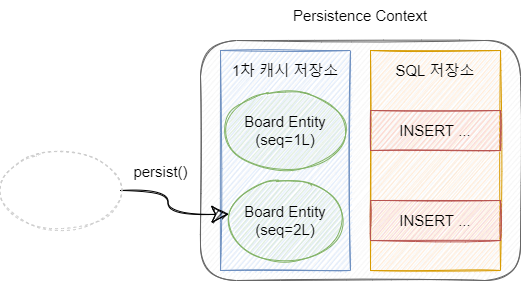 Persistence Context
1차 캐시 저장소
SQL 저장소
Board Entity
(seq=1L)
INSERT ...
persist()
Board Entity
(seq=2L)
INSERT ...